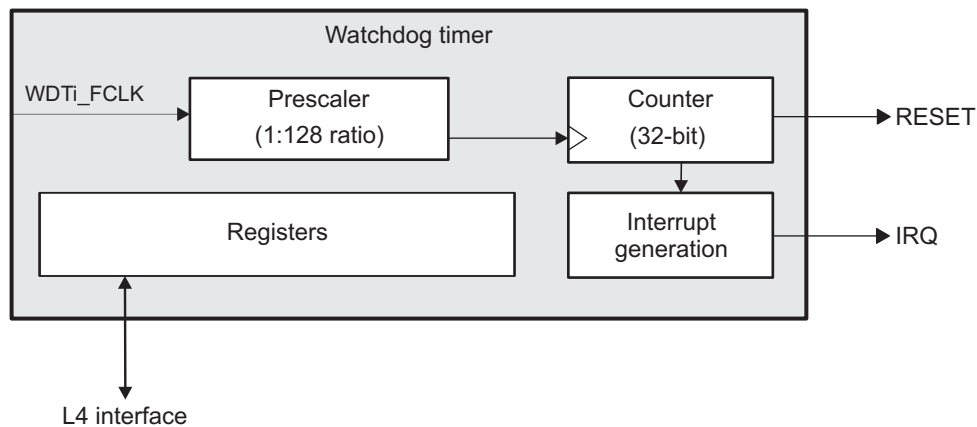 Watchdog timer
WDTi_FCLK
Prescaler
(1:128 ratio)
Counter
(32-bit)
RESET
Registers
Interrupt
generation
IRQ
L4 interface